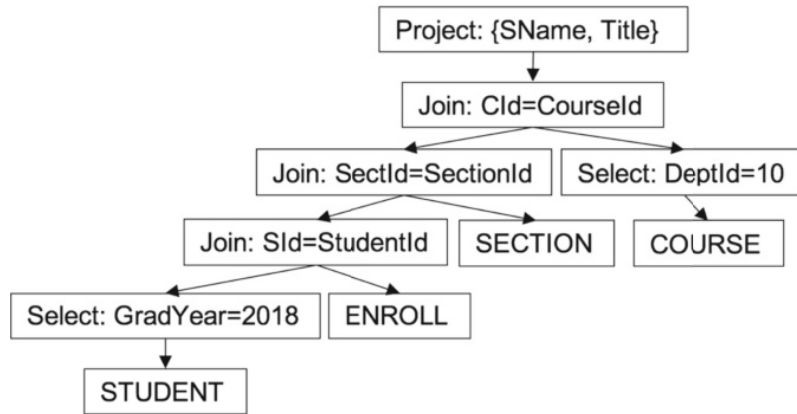 Project: {SName, Title}
Join: CId=CourseId
Join: SectId=SectionId
Select: DeptId=10
Join: SId=StudentId
SECTION
COURSE
Select: GradYear=2018
ENROLL
STUDENT